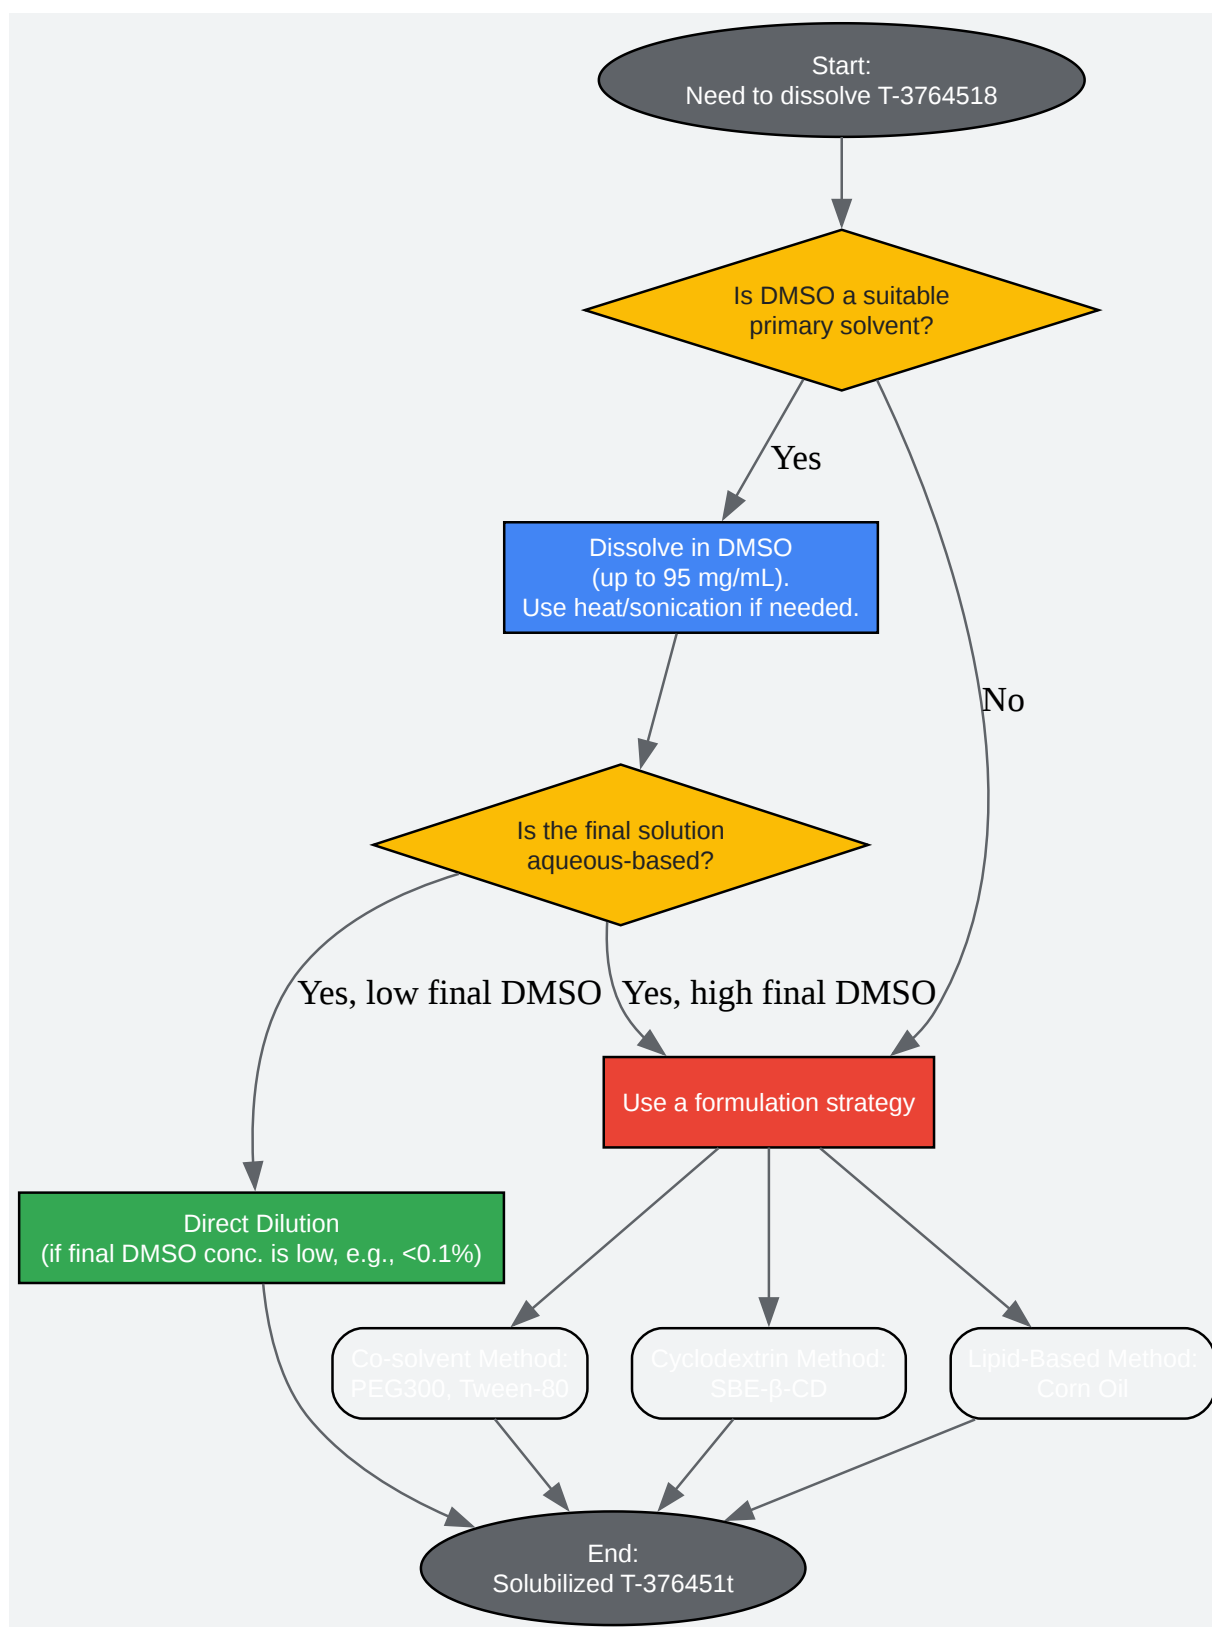 Start:
Need to dissolve T-3764518
Is DMSO a suitable
primary solvent?
Yes
Dissolve in DMSO
(up to 95 mg/mL).
Use heat/sonication if needed.
No
Is the final solution
aqueous-based?
Yes, low final DMSO
Yes, high final DMSO
Use a formulation strategy
Direct Dilution
(if final DMSO conc. is low, e.g., <0.1%)
Co-solvent Method:
PEG300, Tween-80
Cyclodextrin Method:
SBE-β-CD
Lipid-Based Method:
Corn Oil
End:
Solubilized T-376451t